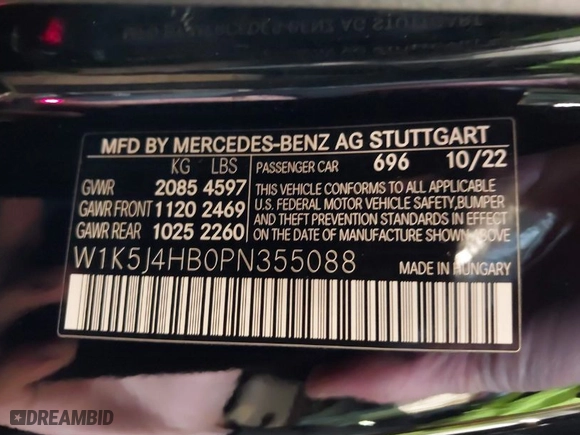 MFD BY MERCEDES-BENZ AG STUTTGART
KG LBS PASSENGER CAR 696 10/22
GVWR 2085 4597
GAWR FRONT 1120 2469
GAWR REAR 1025 2260
THIS VEHICLE CONFORMS TO ALL APPLICABLE
U.S. FEDERAL MOTOR VEHICLE SAFETY, BUMPER
AND THEFT PREVENTION STANDARDS IN EFFECT
ON THE DATE OF MANUFACTURE SHOWN ABOVE
W1K5J4HB0PN355088 MADE IN HUNGARY
DREAMBID